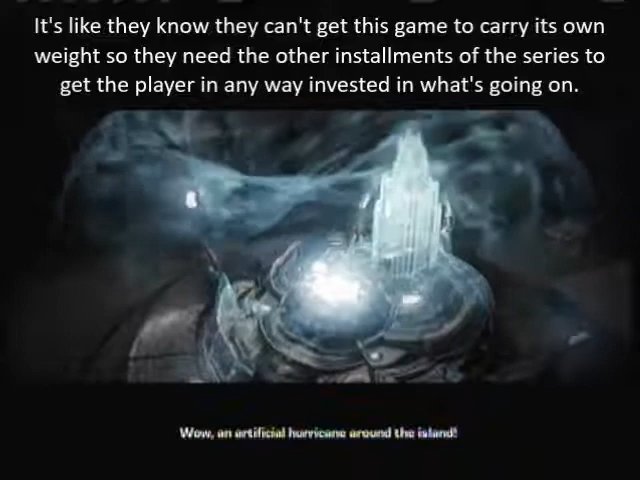 It's like they know they can't get this game to carry its own
weight so they need the other installments of the series to
get the player in any way invested in what's going on.
Wow, an artificial hurricane around the island!